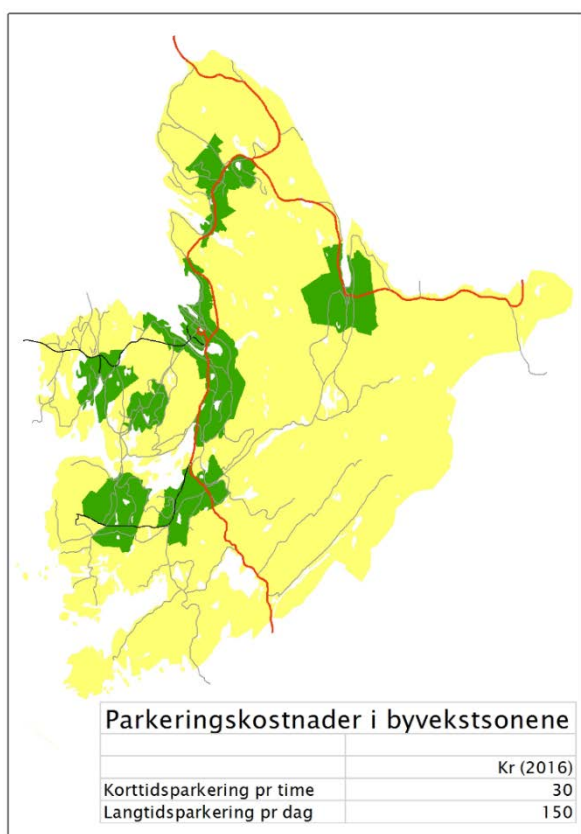 Parkeringskostnader i byvekstsonene
Kr (2016)
Korttidsparkering pr time 30
Langtidsparkering pr dag 150